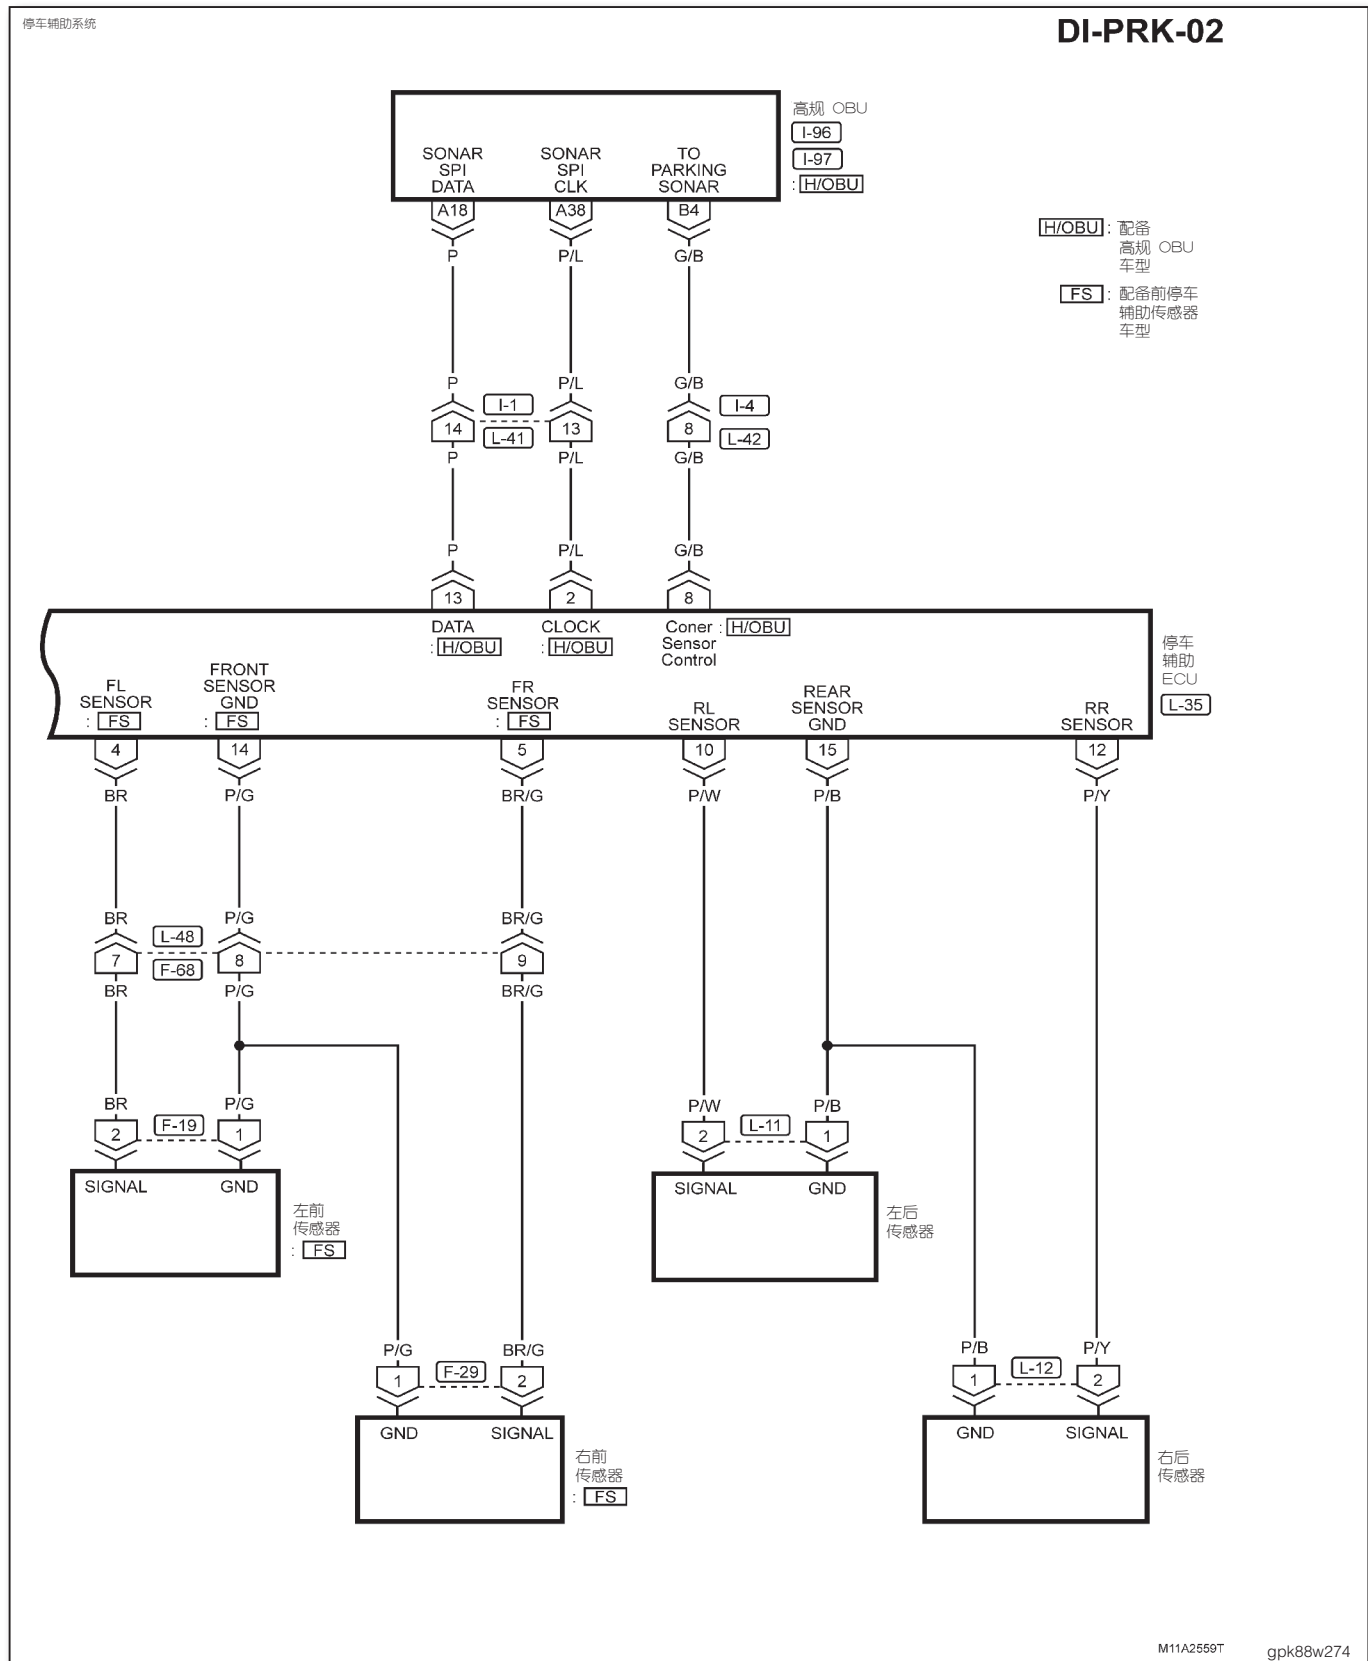 停车辅助系统
DI-PRK-02
高规 OBU
I-96
I-97
: H/OBU
SONAR SPI DATA
SONAR SPI CLK
TO PARKING SONAR
A18
A38
B4
P
P/L
G/B
H/OBU : 配备
高规 OBU
车型
FS : 配备前停车
辅助传感器
车型
P
P/L
G/B
I-1
I-4
14
13
8
L-41
L-42
P
P/L
G/B
P
P/L
G/B
13
2
8
DATA
: H/OBU
CLOCK
: H/OBU
Coner : H/OBU
Sensor
Control
停车
辅助
ECU
L-35
FL
SENSOR
: FS
FRONT
SENSOR
GND
: FS
FR
SENSOR
: FS
RL
SENSOR
REAR
SENSOR
GND
RR
SENSOR
4
14
5
10
15
12
BR
P/G
BR/G
P/W
P/B
P/Y
BR
P/G
BR/G
L-48
7
8
9
F-68
BR
P/G
BR/G
BR
P/G
P/W
P/B
F-19
L-11
2
1
2
1
SIGNAL
GND
SIGNAL
GND
左前
传感器
: FS
左后
传感器
P/G
BR/G
P/B
P/Y
F-29
L-12
1
2
1
2
GND
SIGNAL
GND
SIGNAL
右前
传感器
: FS
右后
传感器
M11A2559T
gpk88w274